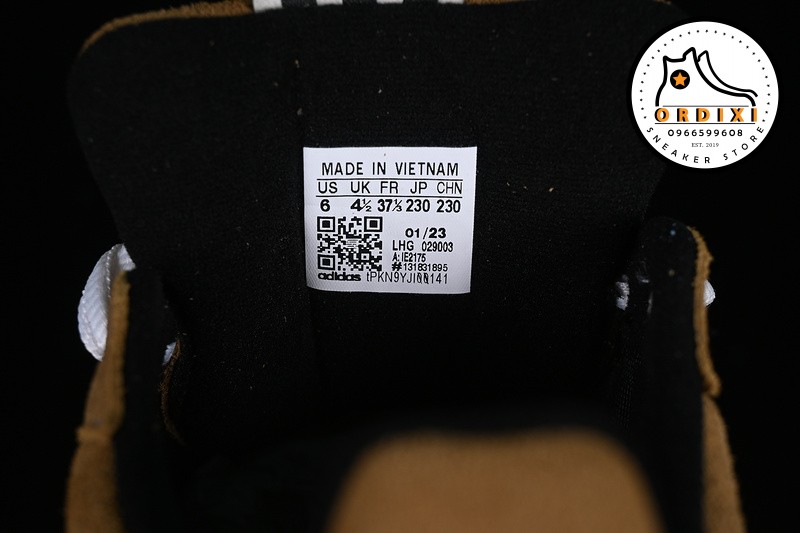 ORDIXI
0966599608
EST. 2019
SNEAKER STORE
MADE IN VIETNAM
US UK FR JP CHN
6 4½ 37⅓ 230 230
01/23
LHG 029003
A: IE2175
#131831895
adidas